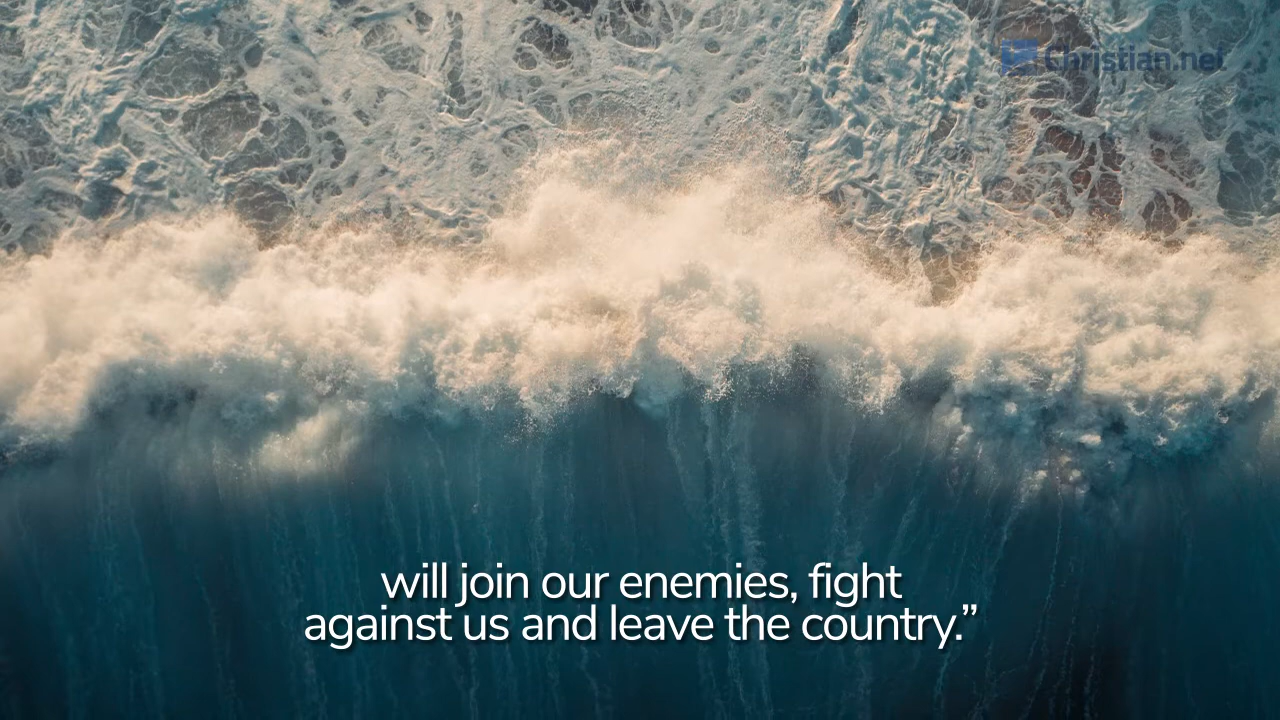 Christian.net
will join our enemies, fight
against us and leave the country.”